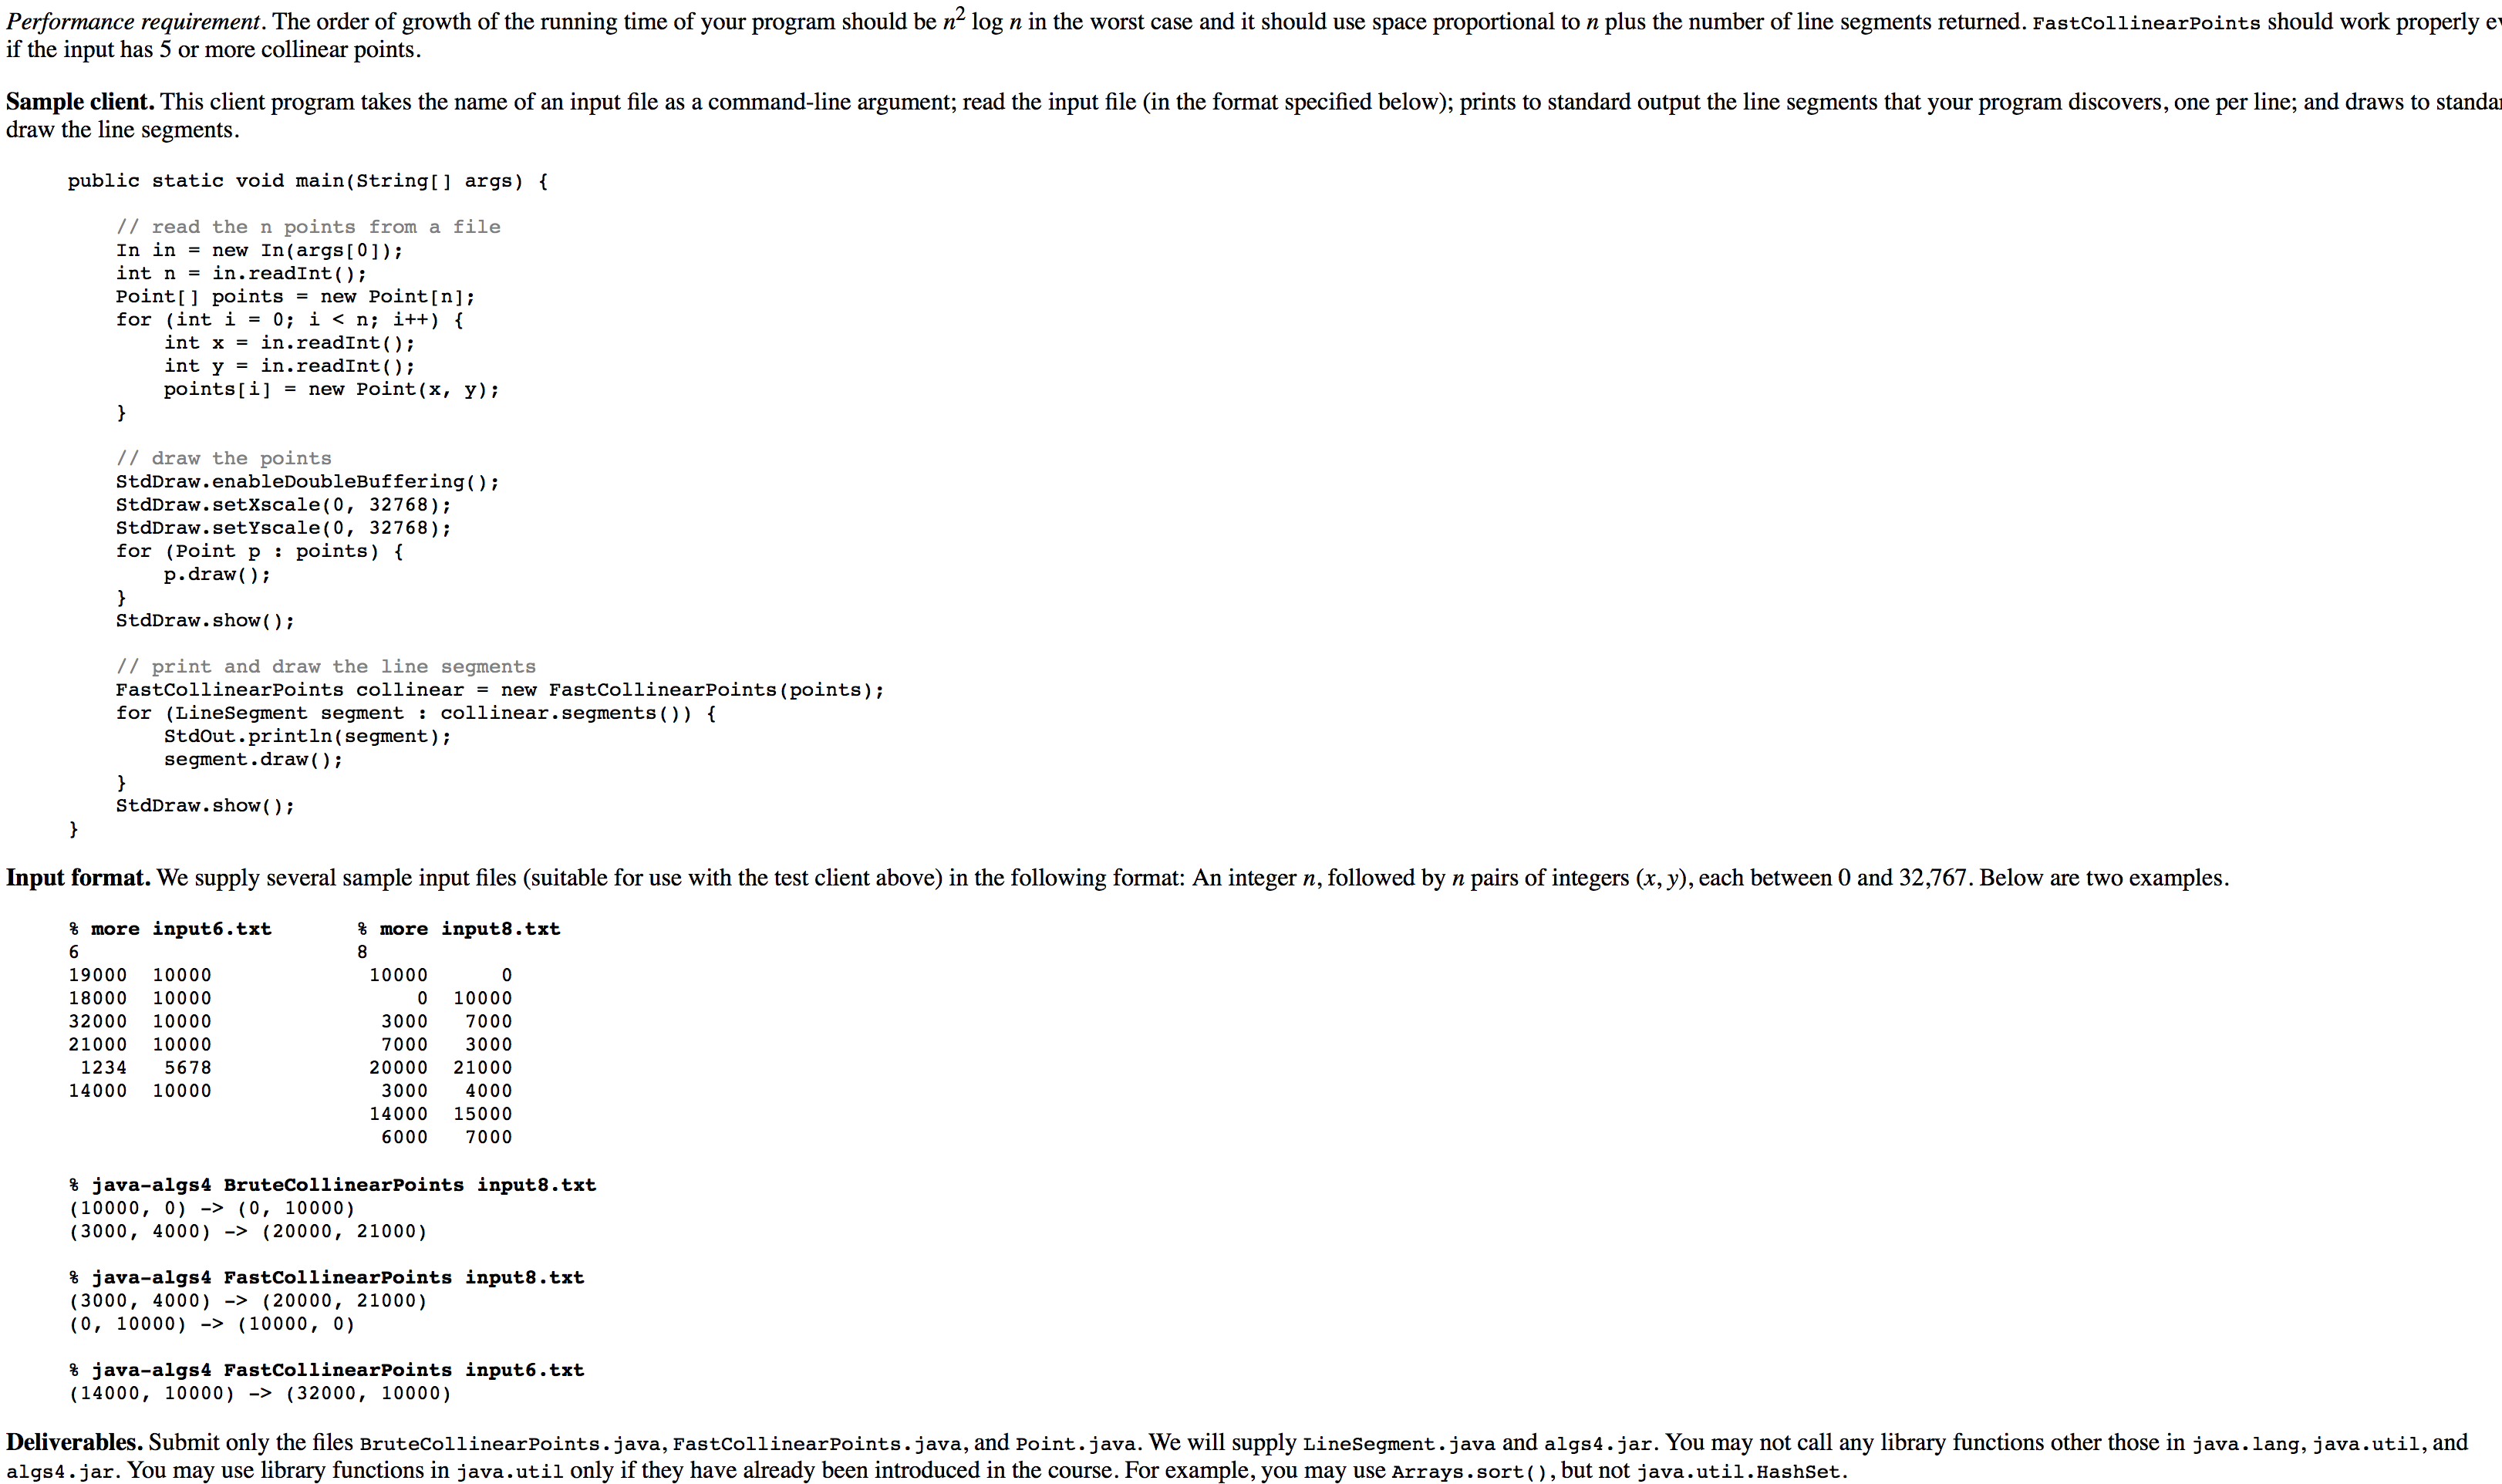 Performance requirement. The order of growth of the running time of your program should be n² log n in the worst case and it should use space proportional to n plus the number of line segments returned. FastCollinearPoints should work properly
if the input has 5 or more collinear points.
Sample client. This client program takes the name of an input file as a command-line argument; read the input file (in the format specified below); prints to standard output the line segments that your program discovers, one per line; and draws to
draw the line segments.
public static void main(String[] args) {
// read the n points from a file
In in = new In(args[0]);
int n = in.readInt();
Point[] points = new Point[n];
for (int i = 0; i < n; i++) {
int x = in.readInt();
int y = in.readInt();
points[i] = new Point(x, y);
}
// draw the points
StdDraw.enableDoubleBuffering();
StdDraw.setXscale(0, 32768);
StdDraw.setYscale(0, 32768);
for (Point p : points) {
p.draw();
}
StdDraw.show();
// print and draw the line segments
FastCollinearPoints collinear = new FastCollinearPoints(points);
for (LineSegment segment : collinear.segments()) {
StdOut.println(segment);
segment.draw();
}
StdDraw.show();
}
Input format. We supply several sample input files (suitable for use with the test client above) in the following format: An integer n, followed by n pairs of integers (x, y), each between 0 and 32,767. Below are two examples.
% more input6.txt % more input8.txt
6 8
19000 10000 10000 0
18000 10000 0 10000
32000 10000 3000 7000
21000 10000 7000 3000
1234 5678 20000 21000
14000 10000 3000 4000
14000 15000
6000 7000
% java-algs4 BruteCollinearPoints input8.txt
(10000, 0) -> (0, 10000)
(3000, 4000) -> (20000, 21000)
% java-algs4 FastCollinearPoints input8.txt
(3000, 4000) -> (20000, 21000)
(0, 10000) -> (10000, 0)
% java-algs4 FastCollinearPoints input6.txt
(14000, 10000) -> (32000, 10000)
Deliverables. Submit only the files BruteCollinearPoints.java, FastCollinearPoints.java, and Point.java. We will supply LineSegment.java and algs4.jar. You may not call any library functions other those in java.lang, java.util, and
algs4.jar. You may use library functions in java.util only if they have already been introduced in the course. For example, you may use Arrays.sort(), but not java.util.HashSet.